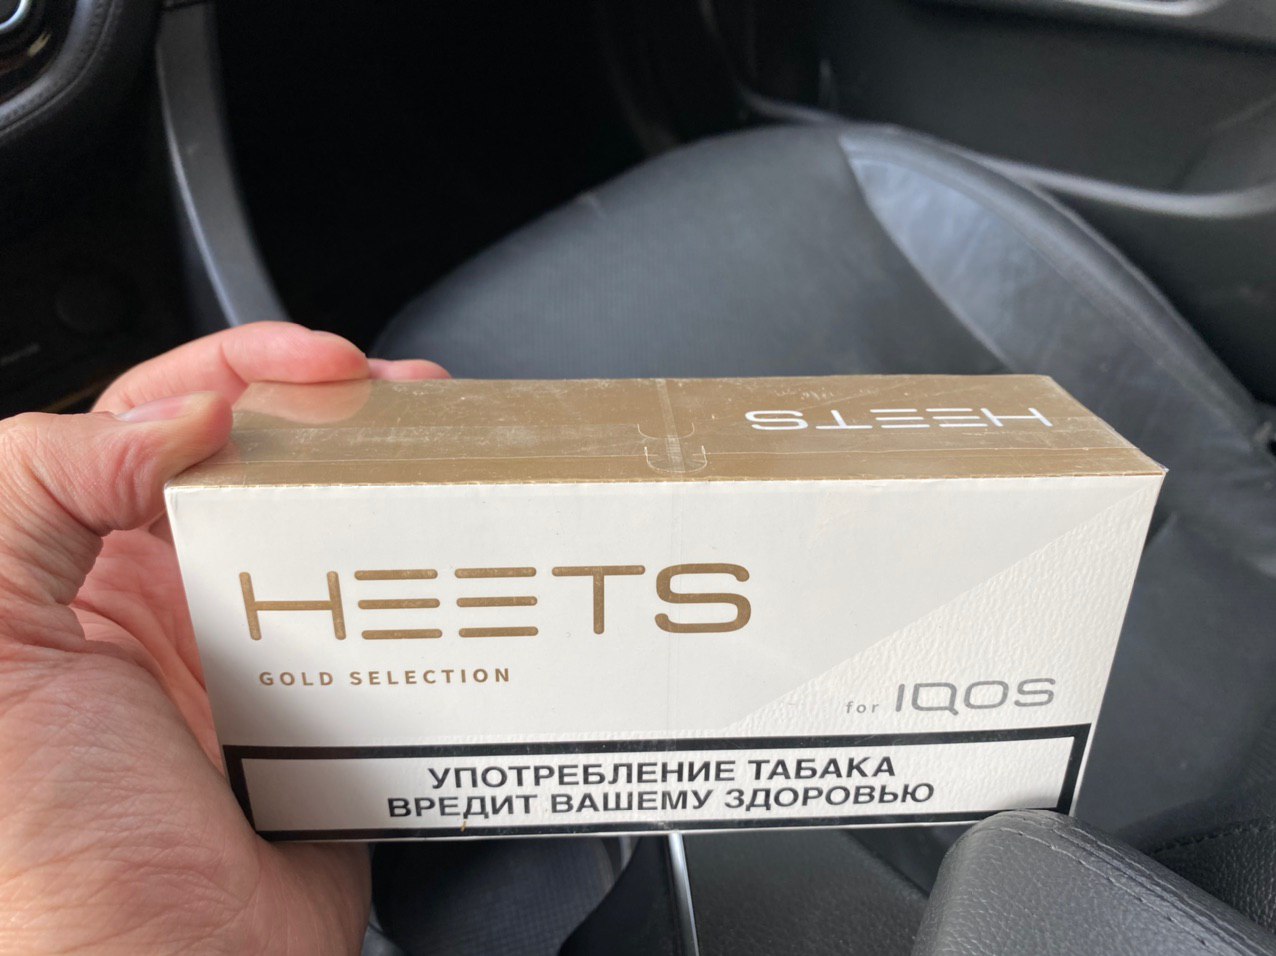 HEETS
HEETS
GOLD SELECTION
for IQOS
УПОТРЕБЛЕНИЕ ТАБАКА
ВРЕДИТ ВАШЕМУ ЗДОРОВЬЮ